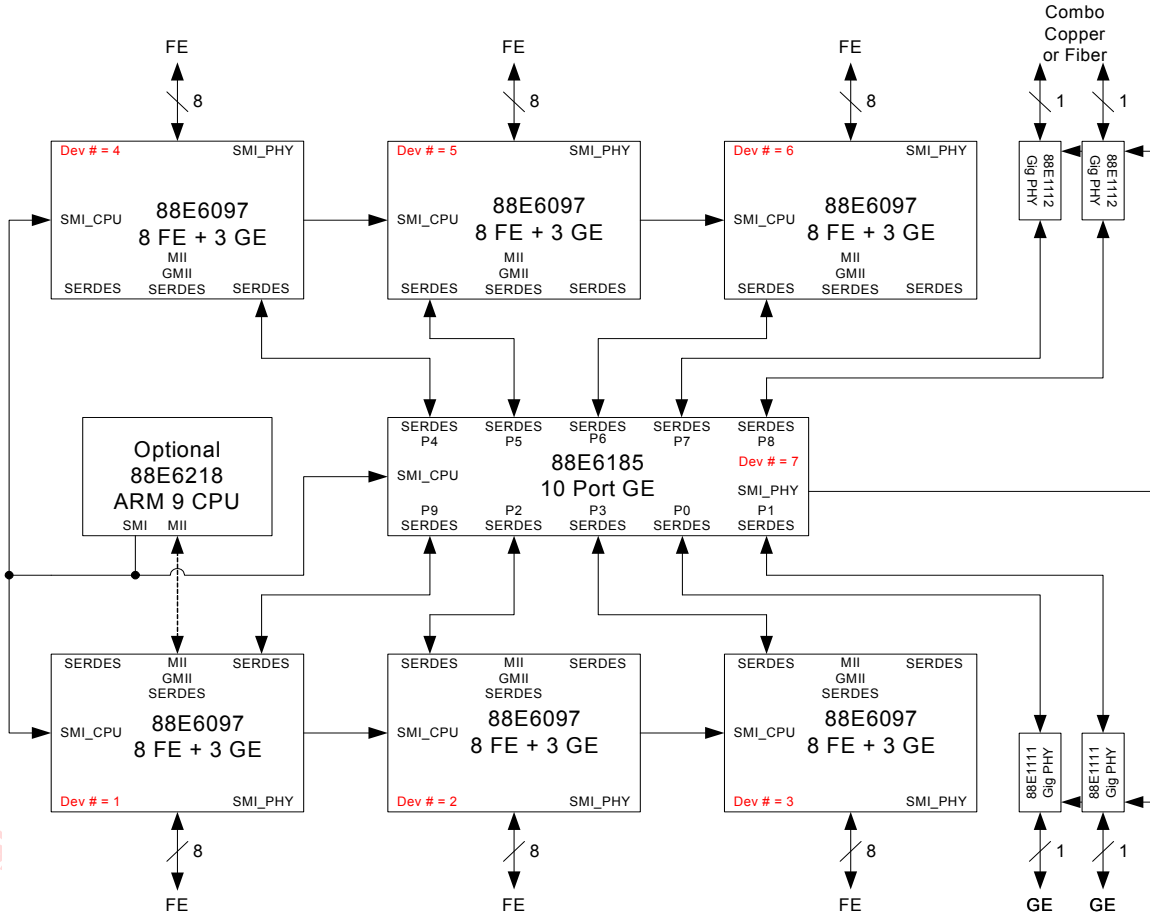 Combo
Copper
or Fiber
FE
FE
FE
8
8
8
1
1
Dev # = 4
SMI_PHY
SMI_CPU
88E6097
8 FE + 3 GE
MII
GMII
SERDES
SERDES
SERDES
Dev # = 5
SMI_PHY
SMI_CPU
88E6097
8 FE + 3 GE
MII
GMII
SERDES
SERDES
SERDES
Dev # = 6
SMI_PHY
SMI_CPU
88E6097
8 FE + 3 GE
MII
GMII
SERDES
SERDES
SERDES
88E1112
Gig PHY
88E1112
Gig PHY
Optional
88E6218
ARM 9 CPU
SMI
MII
SERDES
P4
SERDES
P5
SERDES
P6
SERDES
P7
SERDES
P8
SMI_CPU
88E6185
10 Port GE
Dev # = 7
SMI_PHY
P9
SERDES
P2
SERDES
P3
SERDES
P0
SERDES
P1
SERDES
SERDES
MII
GMII
SERDES
SERDES
SMI_CPU
88E6097
8 FE + 3 GE
Dev # = 1
SMI_PHY
SERDES
MII
GMII
SERDES
SERDES
SMI_CPU
88E6097
8 FE + 3 GE
Dev # = 2
SMI_PHY
SERDES
MII
GMII
SERDES
SERDES
SMI_CPU
88E6097
8 FE + 3 GE
Dev # = 3
SMI_PHY
88E1111
Gig PHY
88E1111
Gig PHY
8
8
8
1
1
FE
FE
FE
GE
GE